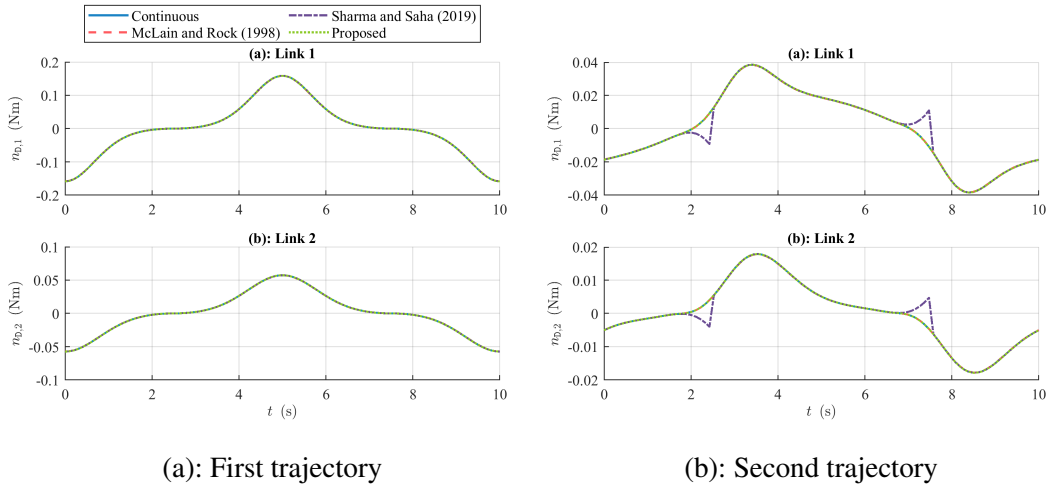 Continuous
McLain and Rock (1998)
Sharma and Saha (2019)
Proposed
(a): Link 1
0.2
0.1
0
-0.1
-0.2
n_D,1 (Nm)
0 2 4 6 8 10
(b): Link 2
0.1
0.05
0
-0.05
-0.1
n_D,2 (Nm)
0 2 4 6 8 10
t (s)
(a): Link 1
0.04
0.02
0
-0.02
-0.04
n_D,1 (Nm)
0 2 4 6 8 10
(b): Link 2
0.02
0.01
0
-0.01
-0.02
n_D,2 (Nm)
0 2 4 6 8 10
t (s)
(a): First trajectory
(b): Second trajectory